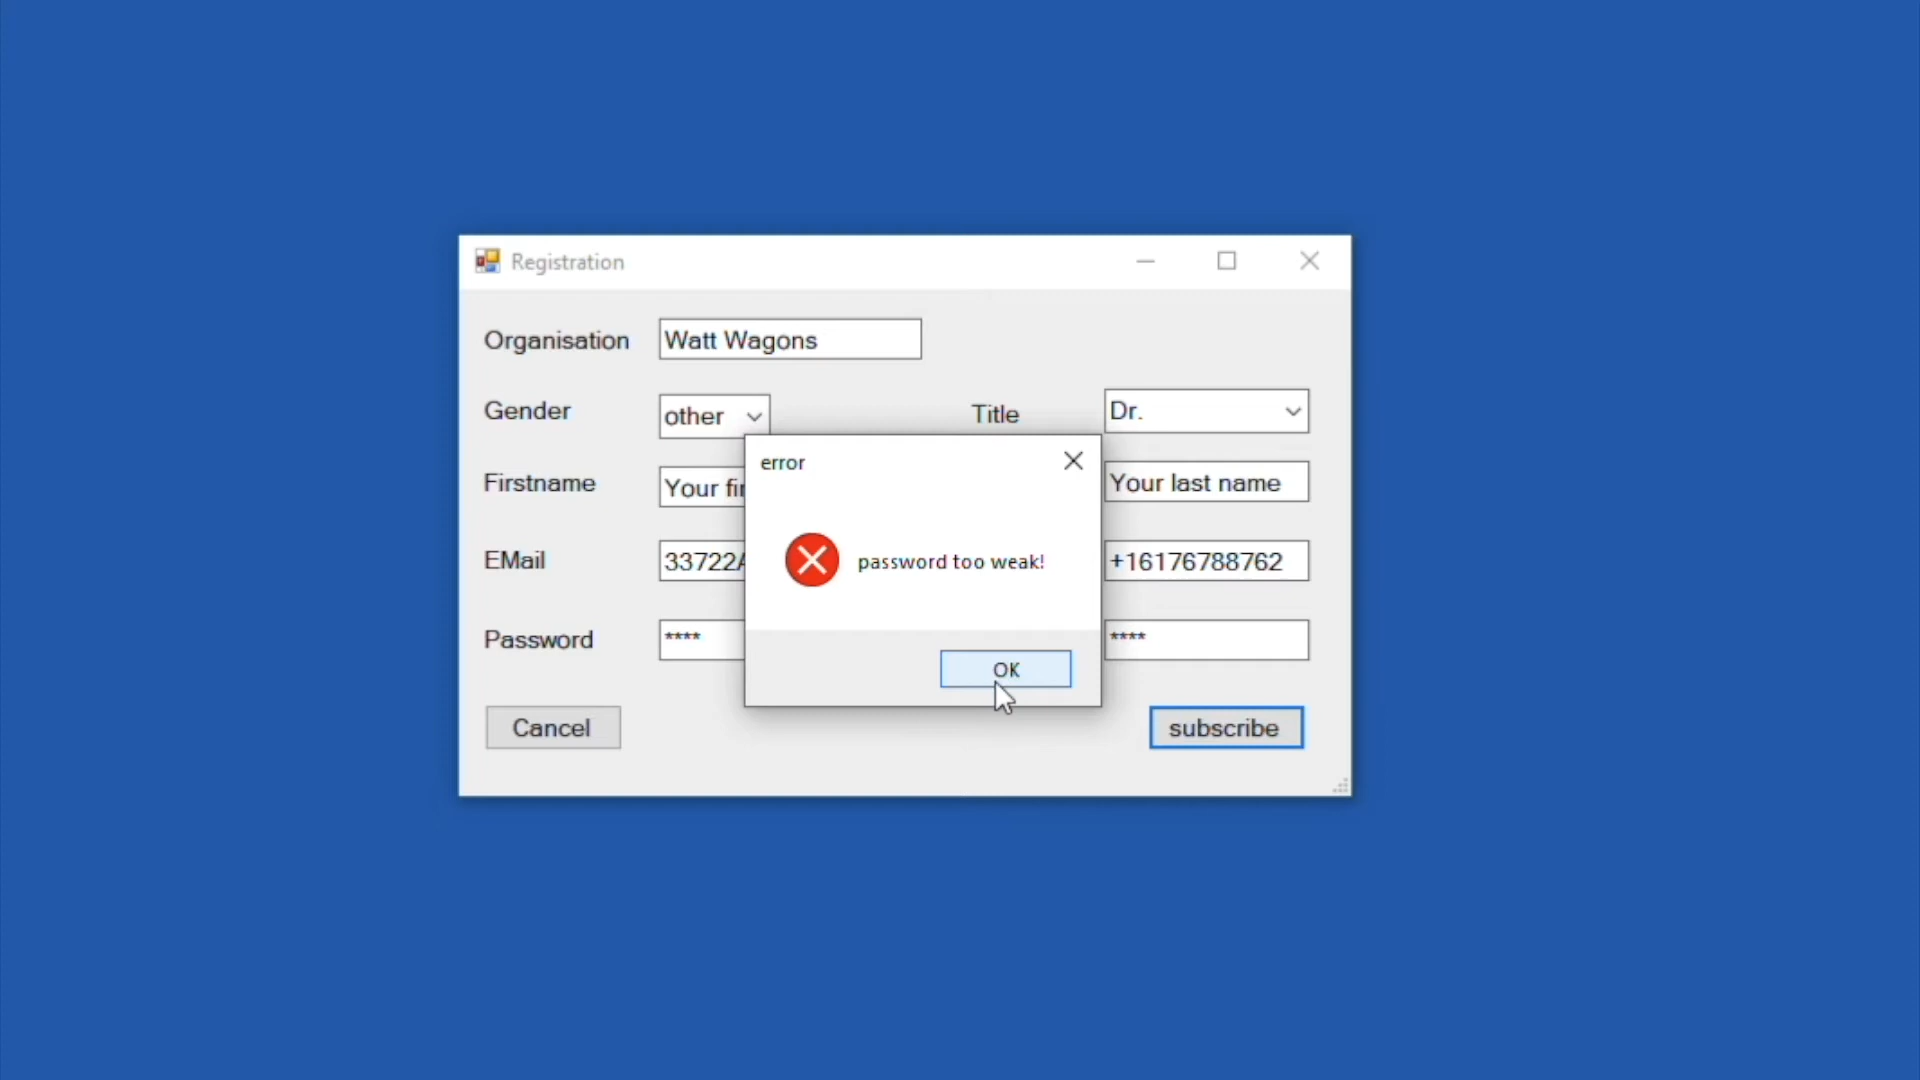 Registration
Organisation Watt Wagons
Gender other Title Dr.
error
Firstname Your Your last name
EMail 33722 +16176788762
password too weak!
Password **** ****
OK
Cancel subscribe